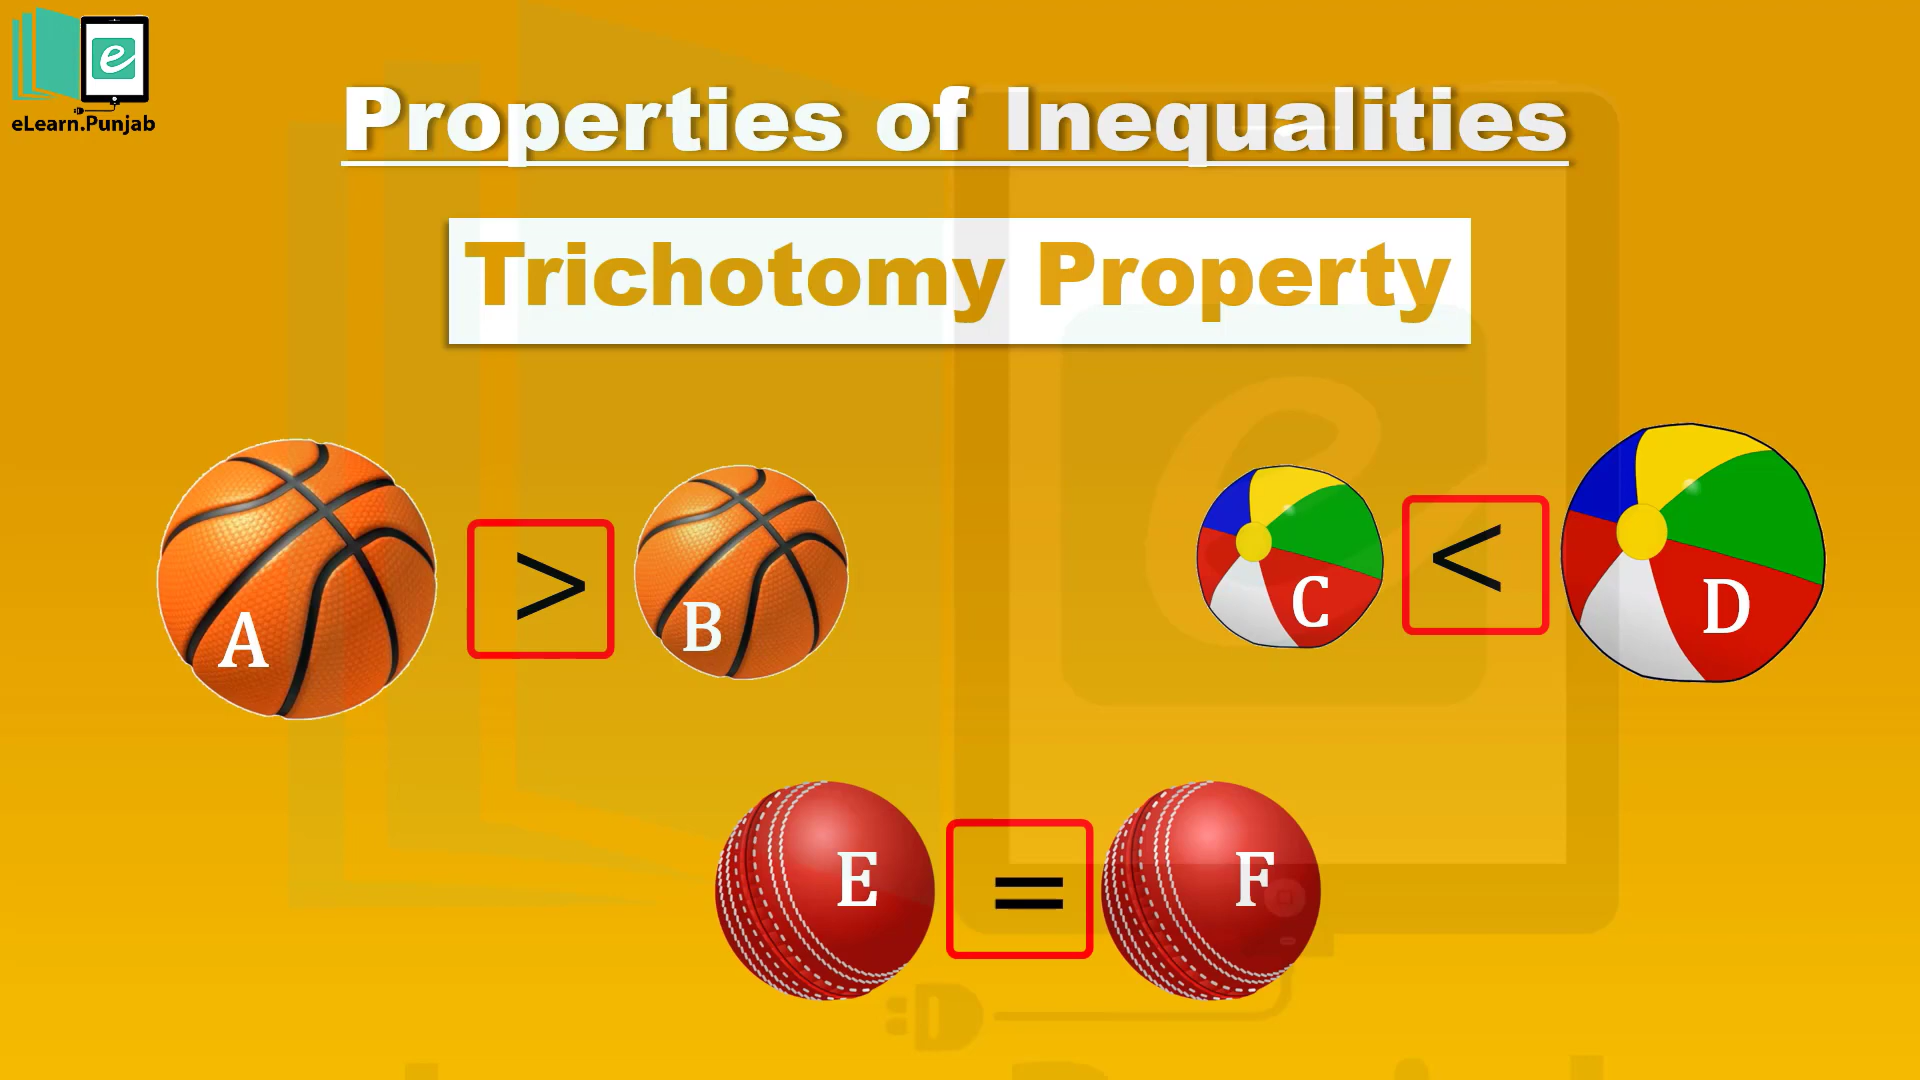 e
eLearn.Punjab
Properties of Inequalities
Trichotomy Property
A > B
C < D
E = F